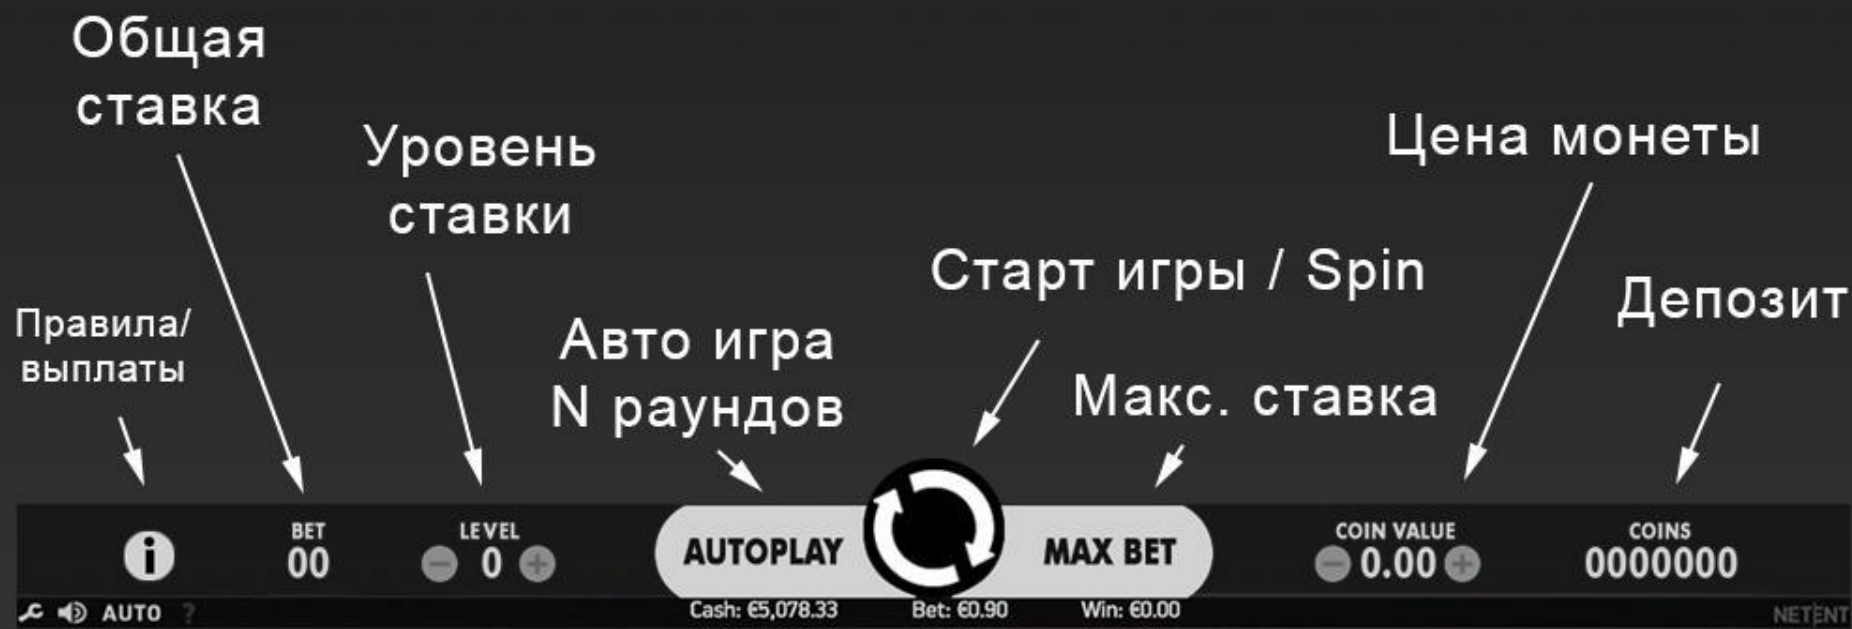 Общая
ставка
Уровень
ставки
Цена монеты
Старт игры / Spin
Депозит
Правила/
выплаты
Авто игра
N раундов
Макс. ставка
i
BET
00
LEVEL
0
AUTOPLAY
MAX BET
COIN VALUE
0.00
COINS
0000000
AUTO ?
Cash: €5,078.33
Bet: €0.90
Win: €0.00
NETENT